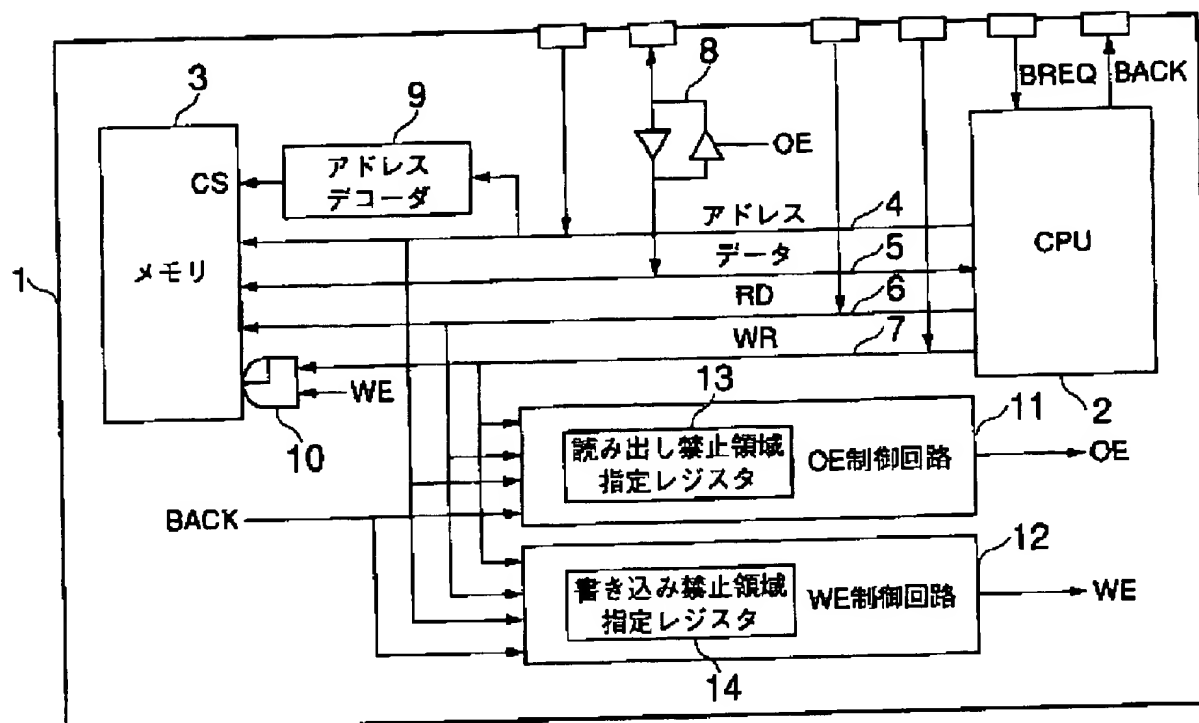 8
BREQ
BACK
3
9
OE
アドレス
デコーダ
CS
アドレス
4
CPU
データ
5
メモリ
1
RD
6
WR
7
WE
13
11
2
10
読み出し禁止領域
指定レジスタ
OE制御回路
OE
BACK
12
書き込み禁止領域
指定レジスタ
WE制御回路
WE
14